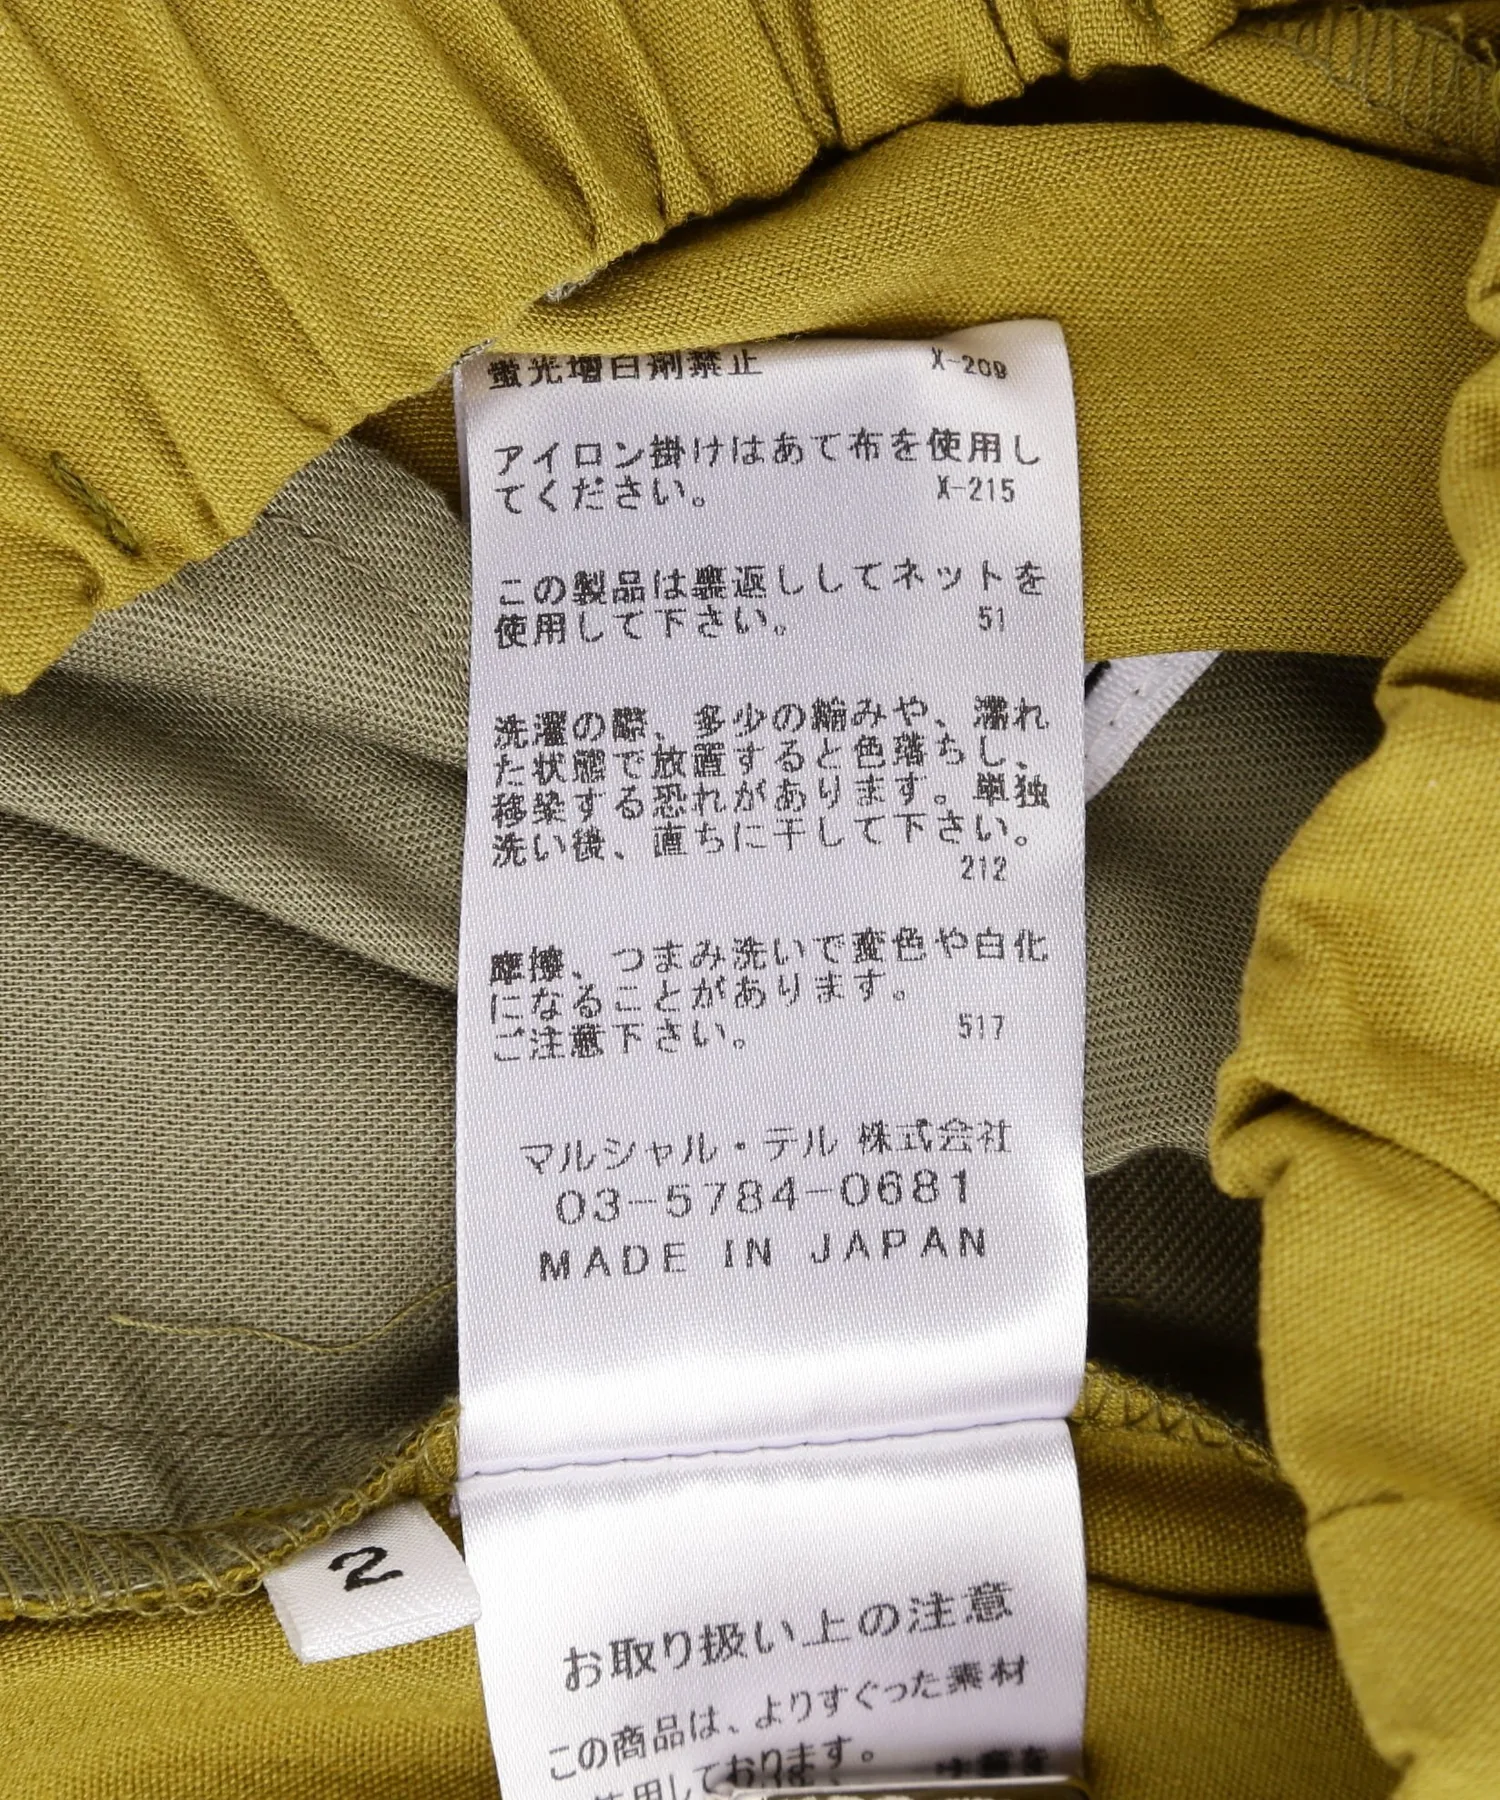 蛍光増白剤禁止 X-209
アイロン掛けはあて布を使用し
てください。 X-215
この製品は裏返ししてネットを
使用して下さい。 51
洗濯の際、多少の縮みや、濡れ
た状態で放置すると色落ちし、
移染する恐れがあります。単独
洗い後、直ちに干して下さい。
212
摩擦、つまみ洗いで変色や白化
になることがあります。
ご注意下さい。 517
マルシャル・テル 株式会社
03-5784-0681
MADE IN JAPAN
2
お取り扱い上の注意
この商品は、よりすぐった素材
使用しております。